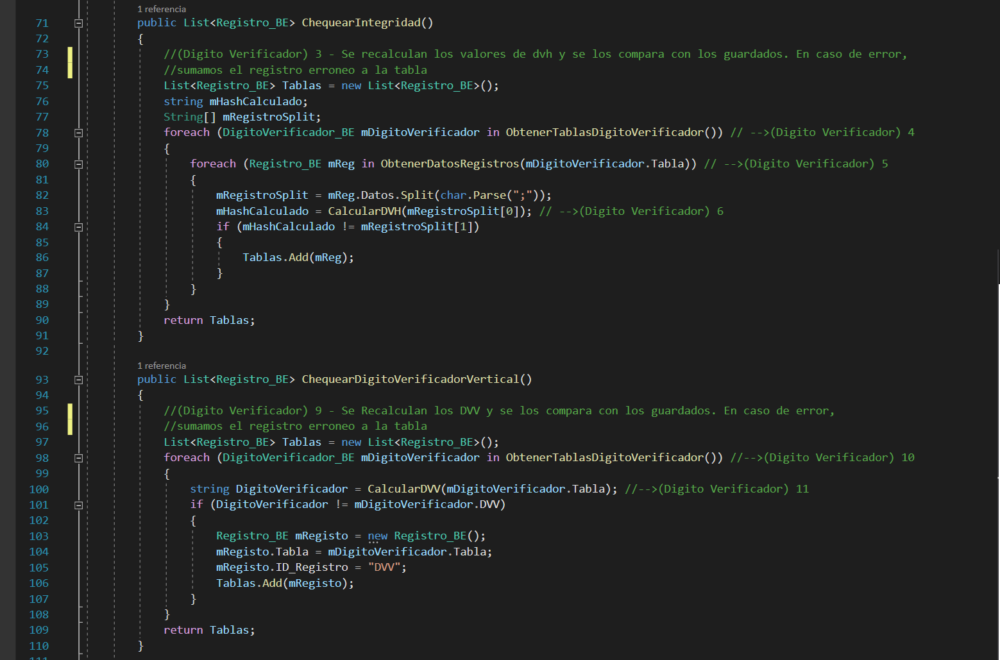 1 referencia
71 public List<Registro_BE> ChequearIntegridad()
72 {
73 //(Digito Verificador) 3 - Se recalculan los valores de dvh y se los compara con los guardados. En caso de error,
74 //sumamos el registro erroneo a la tabla
75 List<Registro_BE> Tablas = new List<Registro_BE>();
76 string mHashCalculado;
77 String[] mRegistroSplit;
78 foreach (DigitoVerificador_BE mDigitoVerificador in ObtenerTablasDigitoVerificador()) // -->(Digito Verificador) 4
79 {
80 foreach (Registro_BE mReg in ObtenerDatosRegistros(mDigitoVerificador.Tabla)) // -->(Digito Verificador) 5
81 {
82 mRegistroSplit = mReg.Datos.Split(char.Parse(";"));
83 mHashCalculado = CalcularDVH(mRegistroSplit[0]); // -->(Digito Verificador) 6
84 if (mHashCalculado != mRegistroSplit[1])
85 {
86 Tablas.Add(mReg);
87 }
88 }
89 }
90 return Tablas;
91 }
92
1 referencia
93 public List<Registro_BE> ChequearDigitoVerificadorVertical()
94 {
95 //(Digito Verificador) 9 - Se Recalculan los DVV y se los compara con los guardados. En caso de error,
96 //sumamos el registro erroneo a la tabla
97 List<Registro_BE> Tablas = new List<Registro_BE>();
98 foreach (DigitoVerificador_BE mDigitoVerificador in ObtenerTablasDigitoVerificador()) //-->(Digito Verificador) 10
99 {
100 string DigitoVerificador = CalcularDVV(mDigitoVerificador.Tabla); //-->(Digito Verificador) 11
101 if (DigitoVerificador != mDigitoVerificador.DVV)
102 {
103 Registro_BE mRegisto = new Registro_BE();
104 mRegisto.Tabla = mDigitoVerificador.Tabla;
105 mRegisto.ID_Registro = "DVV";
106 Tablas.Add(mRegisto);
107 }
108 }
109 return Tablas;
110 }